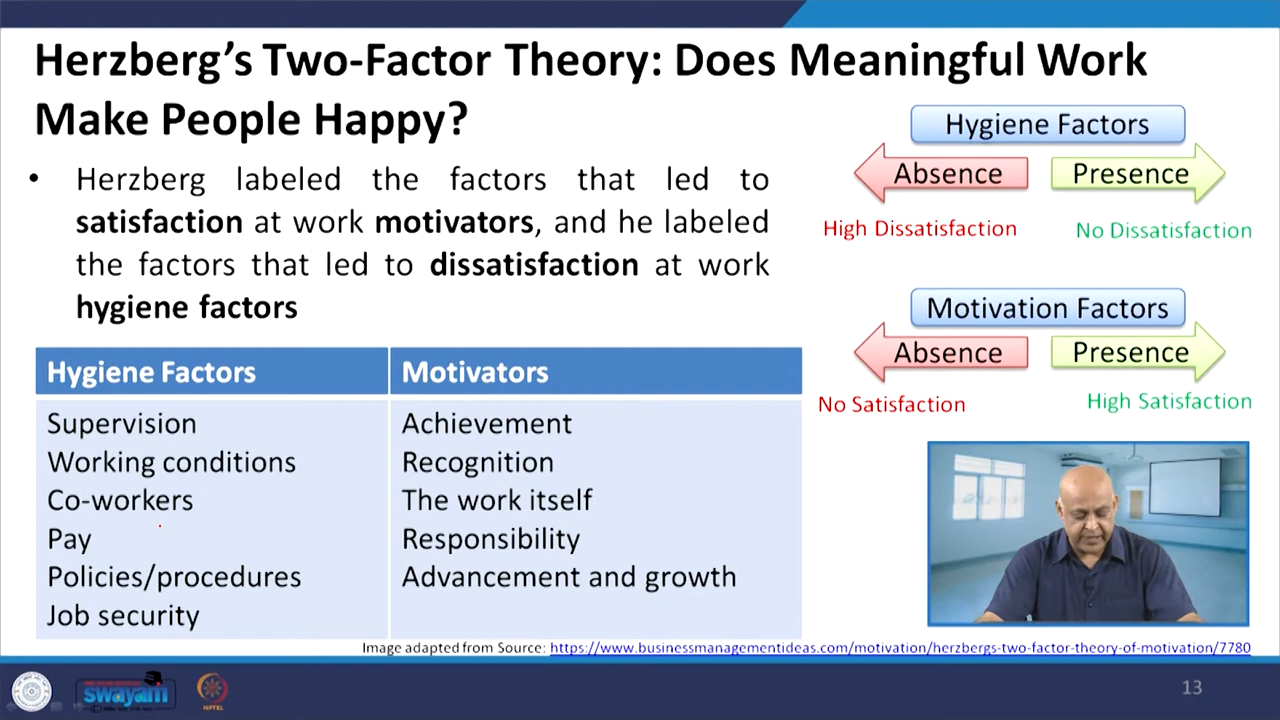 Herzberg's Two-Factor Theory: Does Meaningful Work
Make People Happy?
• Herzberg labeled the factors that led to
satisfaction at work motivators, and he labeled
the factors that led to dissatisfaction at work
hygiene factors
Hygiene Factors
Absence
Presence
High Dissatisfaction
No Dissatisfaction
Motivation Factors
Absence
Presence
No Satisfaction
High Satisfaction
Hygiene Factors
Motivators
Supervision
Working conditions
Co-workers
Pay
Policies/procedures
Job security
Achievement
Recognition
The work itself
Responsibility
Advancement and growth
Image adapted from Source: https://www.businessmanagementideas.com/motivation/herzbergs-two-factor-theory-of-motivation/7780
swayam
NPTEL
13